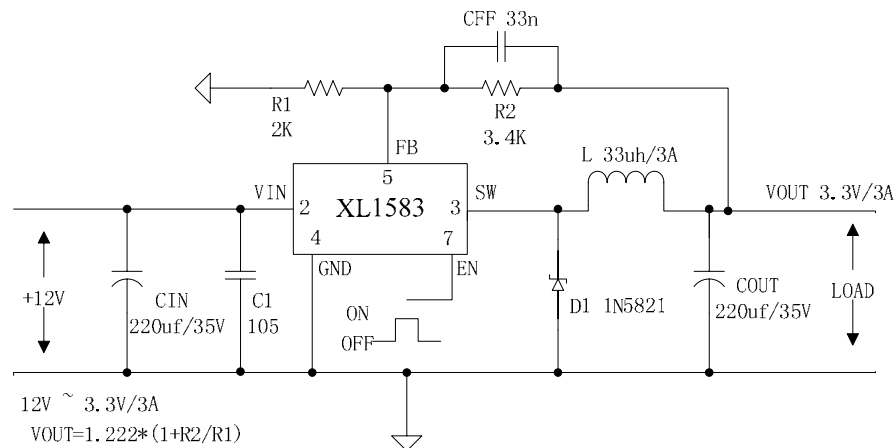 CFF 33n
R1
2K
R2
3.4K
FB
5
L 33uh/3A
VIN
SW
VOUT 3.3V/3A
2
XL1583
3
4
7
GND
EN
+12V
CIN
220uf/35V
C1
105
ON
OFF
D1 1N5821
COUT
220uf/35V
LOAD
12V ~ 3.3V/3A
VOUT=1.222*(1+R2/R1)